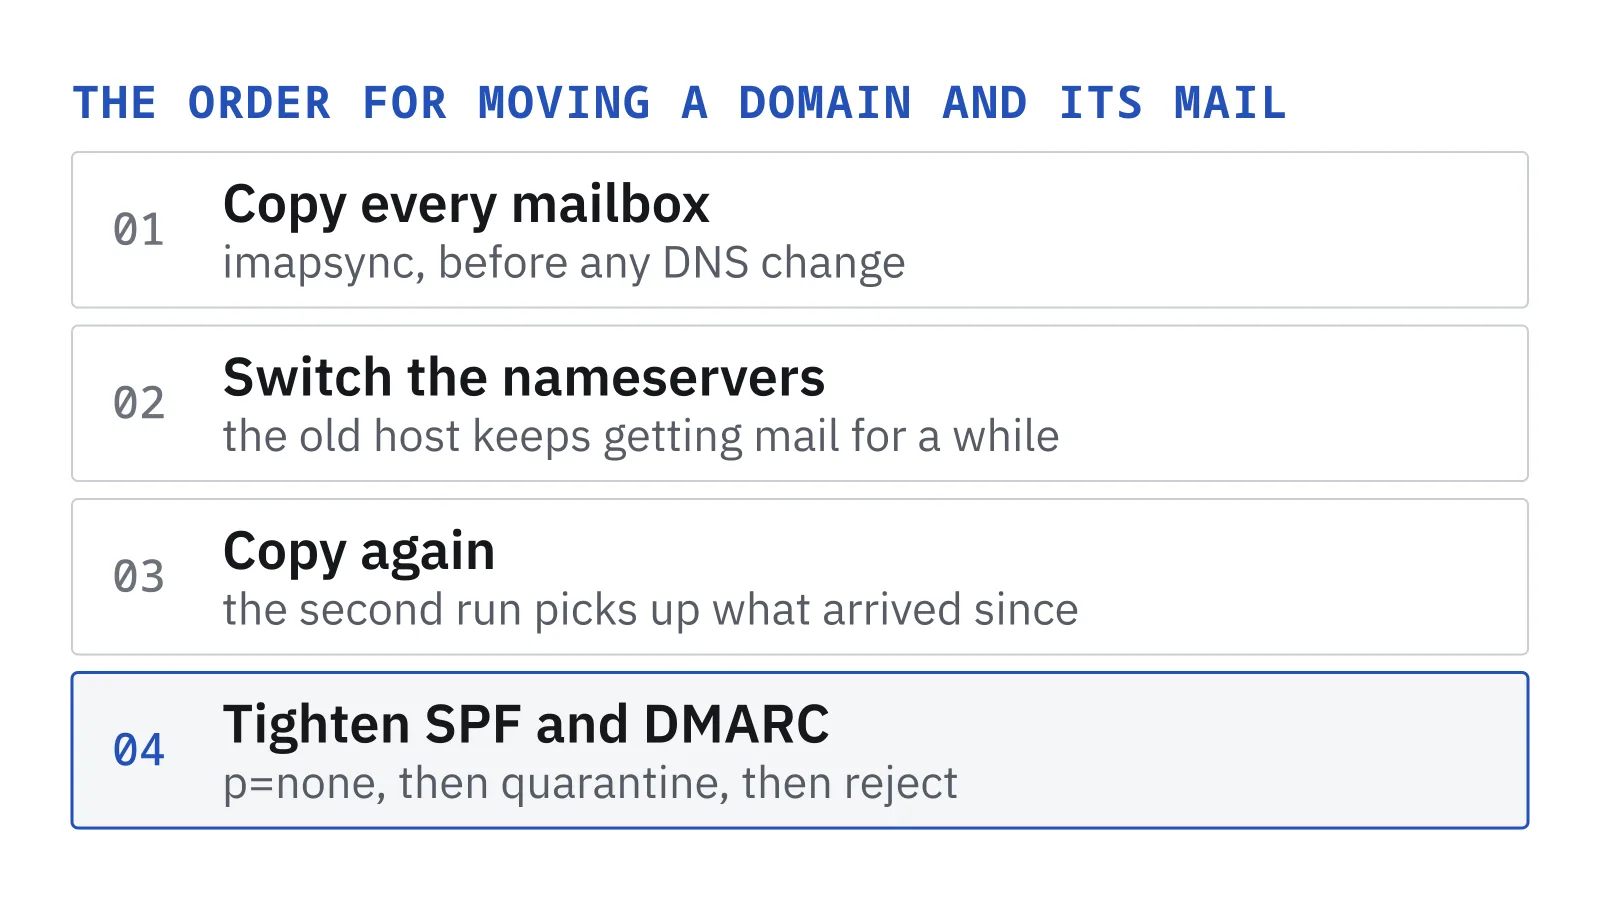 THE ORDER FOR MOVING A DOMAIN AND ITS MAIL
01
Copy every mailbox
imapsync, before any DNS change
02
Switch the nameservers
the old host keeps getting mail for a while
03
Copy again
the second run picks up what arrived since
04
Tighten SPF and DMARC
p=none, then quarantine, then reject